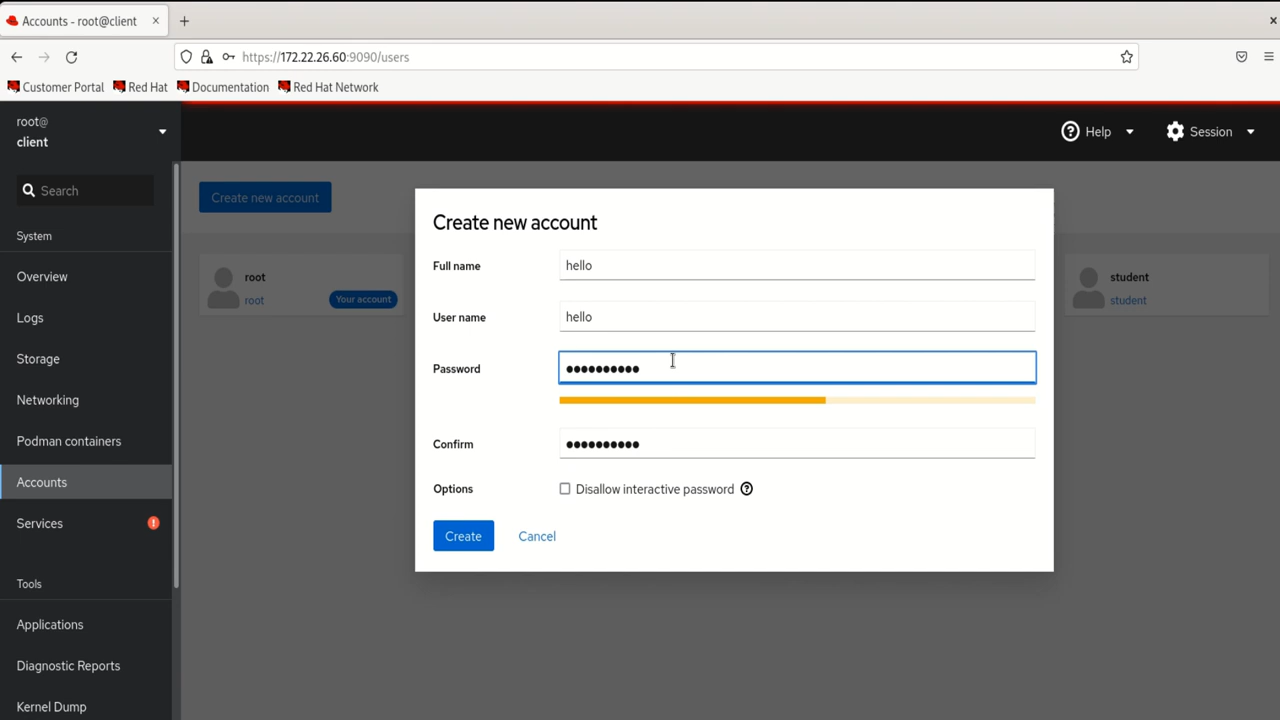 Accounts - root@client
https://172.22.26.60:9090/users
Customer Portal Red Hat Documentation Red Hat Network
root@
client
Help Session
Search
System
Overview
Logs
Storage
Networking
Podman containers
Accounts
Services
Tools
Applications
Diagnostic Reports
Kernel Dump
Create new account
root
root Your account
student
student
Create new account
Full name hello
User name hello
Password ●●●●●●●●●●
Confirm ●●●●●●●●●●
Options Disallow interactive password
Create Cancel